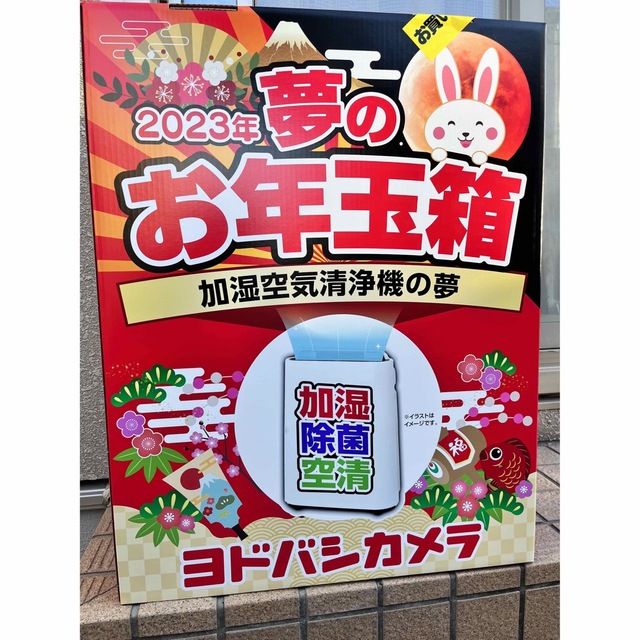 お買い
2023年 夢の
お年玉箱
加湿空気清浄機の夢
加湿
除菌
空清
※イラストは
イメージです。
福
ヨドバシカメラ